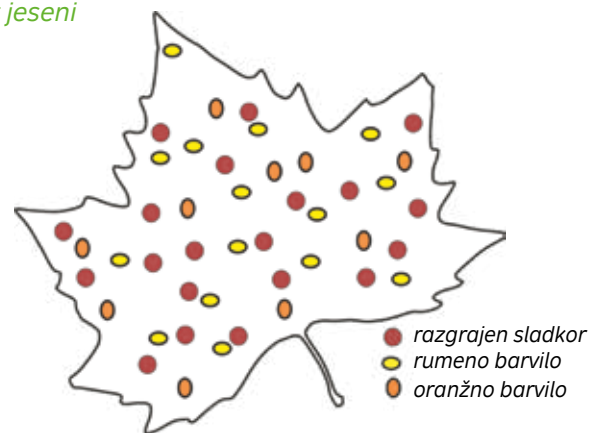 jeseni
razgrajen sladkor
rumeno barvilo
oranžno barvilo